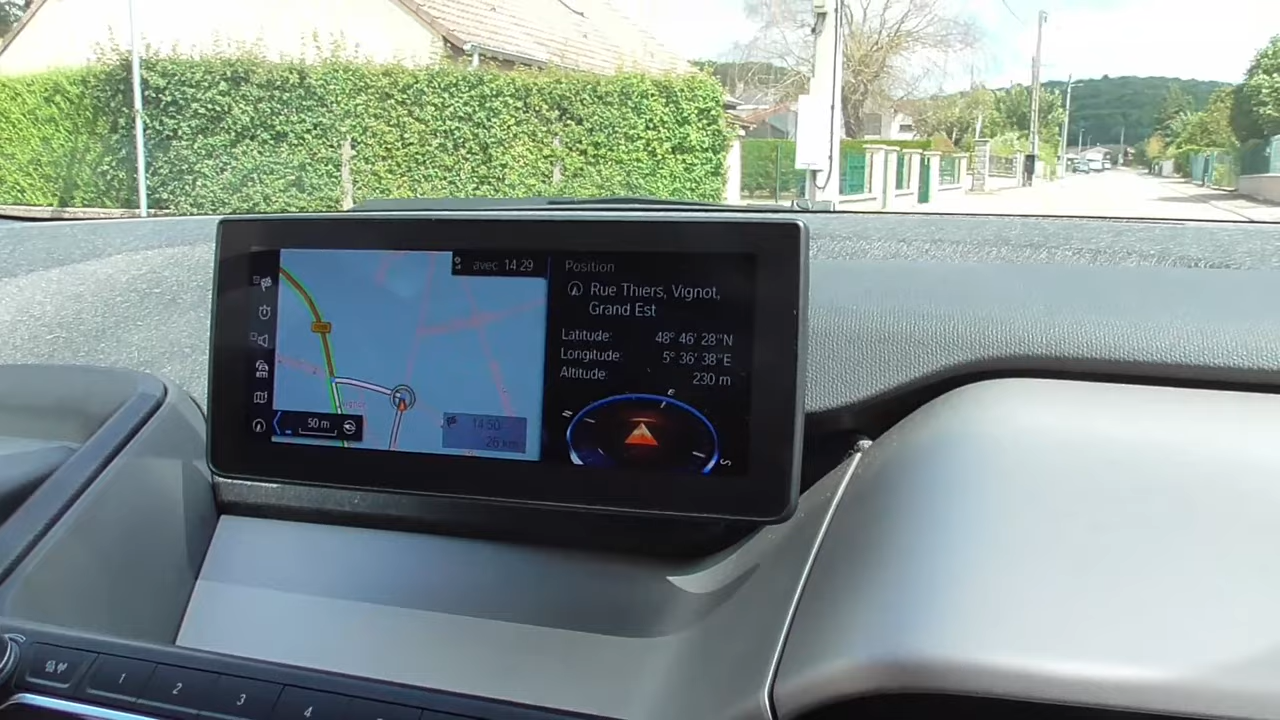 avec 14:29
Position
Rue Thiers, Vignot,
Grand Est
Latitude: 48° 46' 28"N
Longitude: 5° 36' 38"E
Altitude: 230 m
Vignot
50 m
14:50
26 km
N
E
S
1
2
3
4